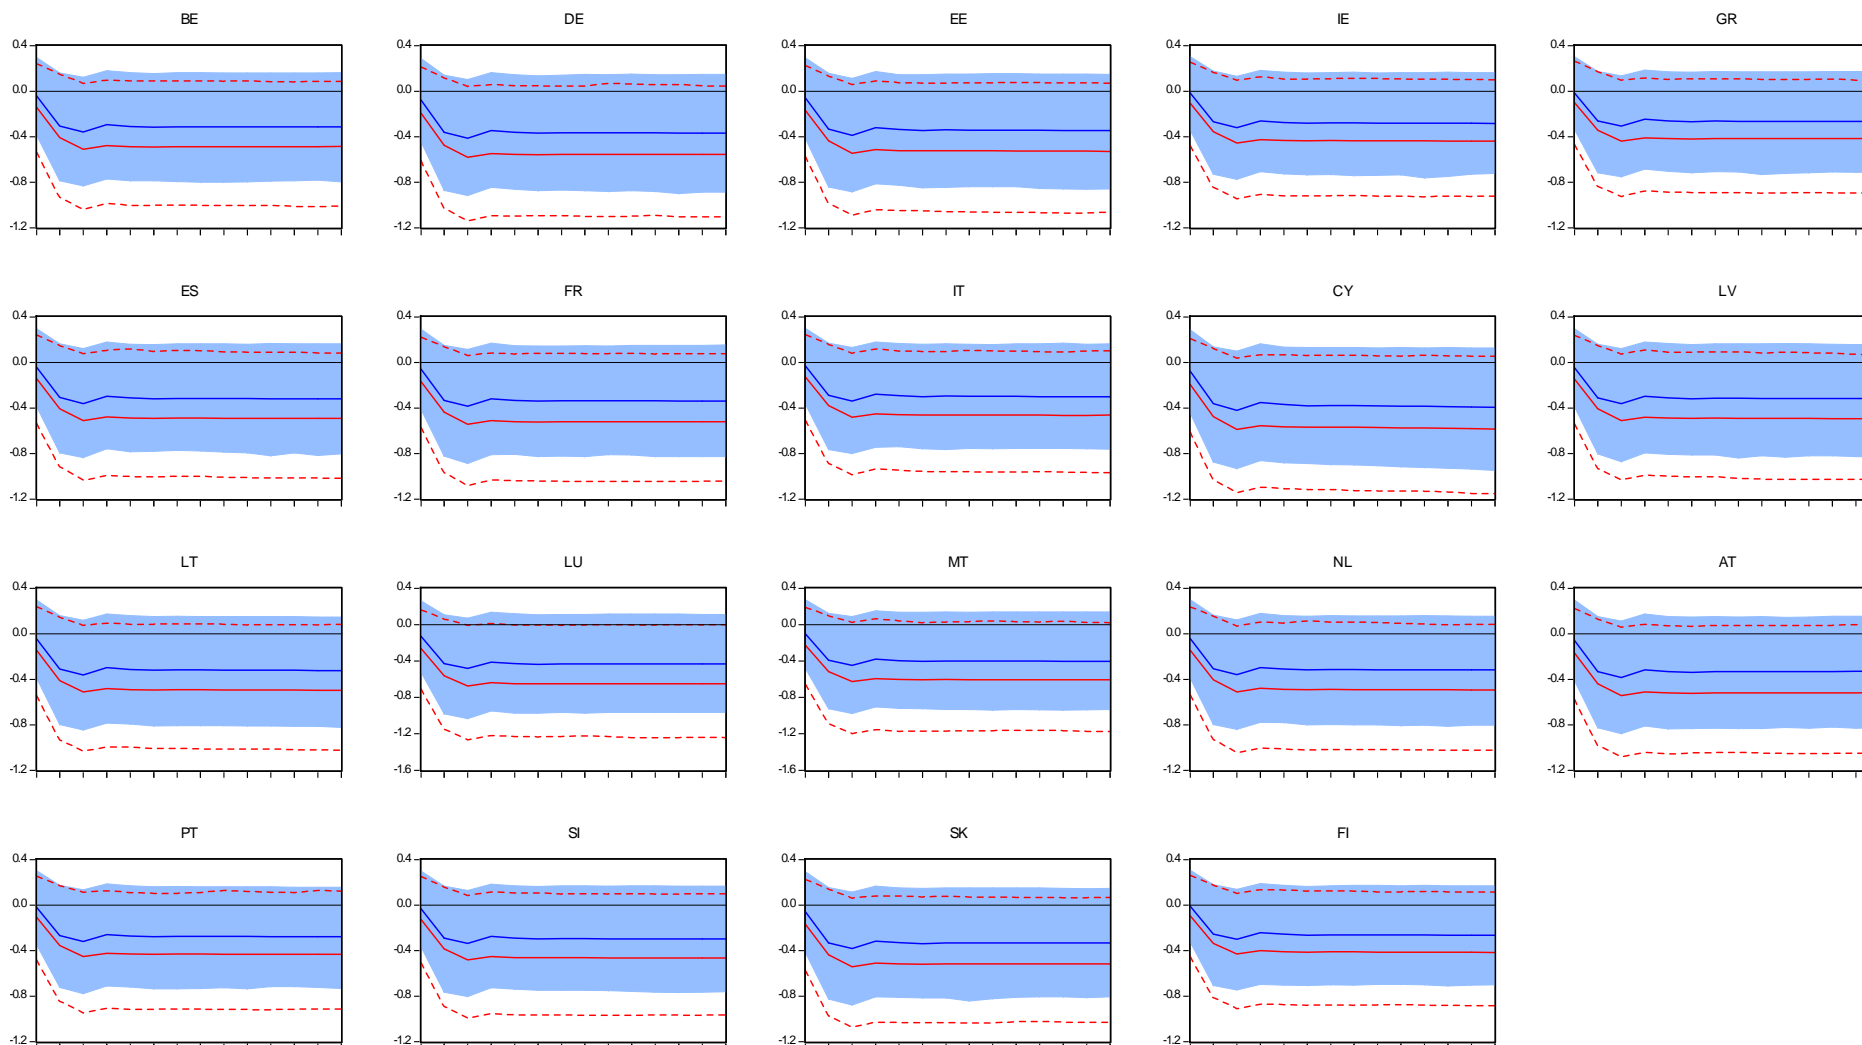 BE DE EE IE GR
0.4 0.4 0.4 0.4 0.4
0.0 0.0 0.0 0.0 0.0
-0.4 -0.4 -0.4 -0.4 -0.4
-0.8 -0.8 -0.8 -0.8 -0.8
-1.2 -1.2 -1.2 -1.2 -1.2
ES FR IT CY LV
0.4 0.4 0.4 0.4 0.4
0.0 0.0 0.0 0.0 0.0
-0.4 -0.4 -0.4 -0.4 -0.4
-0.8 -0.8 -0.8 -0.8 -0.8
-1.2 -1.2 -1.2 -1.2 -1.2
LT LU MT NL AT
0.4 0.4 0.4 0.4 0.4
0.0 0.0 0.0 0.0 0.0
-0.4 -0.4 -0.4 -0.4 -0.4
-0.8 -0.8 -0.8 -0.8 -0.8
-1.2 -1.2 -1.2 -1.2 -1.2
-1.6 -1.6
PT SI SK FI
0.4 0.4 0.4 0.4
0.0 0.0 0.0 0.0
-0.4 -0.4 -0.4 -0.4
-0.8 -0.8 -0.8 -0.8
-1.2 -1.2 -1.2 -1.2